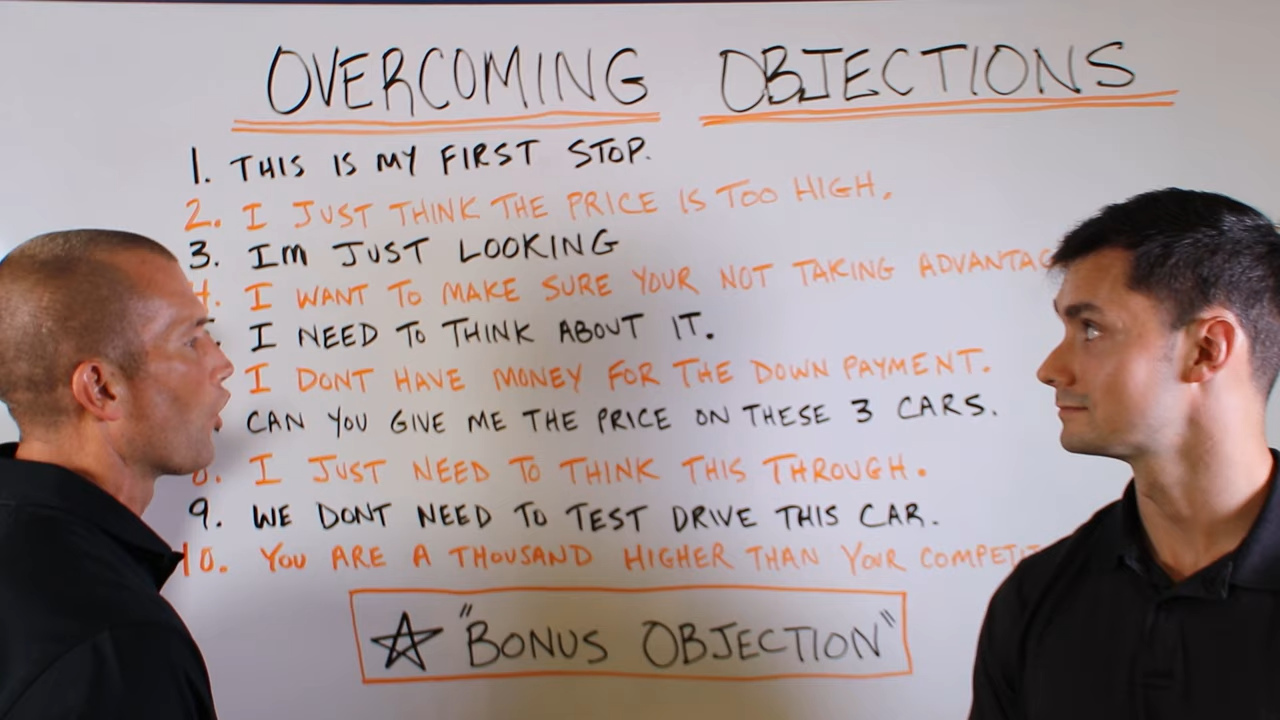 OVERCOMING OBJECTIONS
1. THIS IS MY FIRST STOP.
2. I JUST THINK THE PRICE IS TOO HIGH.
3. IM JUST LOOKING
4. I WANT TO MAKE SURE YOUR NOT TAKING
I NEED TO THINK ABOUT IT.
I DONT HAVE MONEY FOR THE DOWN PAYMENT.
CAN YOU GIVE ME THE PRICE ON THESE 3 CARS.
8. I JUST NEED TO THINK THIS THROUGH.
9. WE DONT NEED TO TEST DRIVE THIS CAR.
10. YOU ARE A THOUSAND HIGHER THAN YOUR
"BONUS OBJECTION"